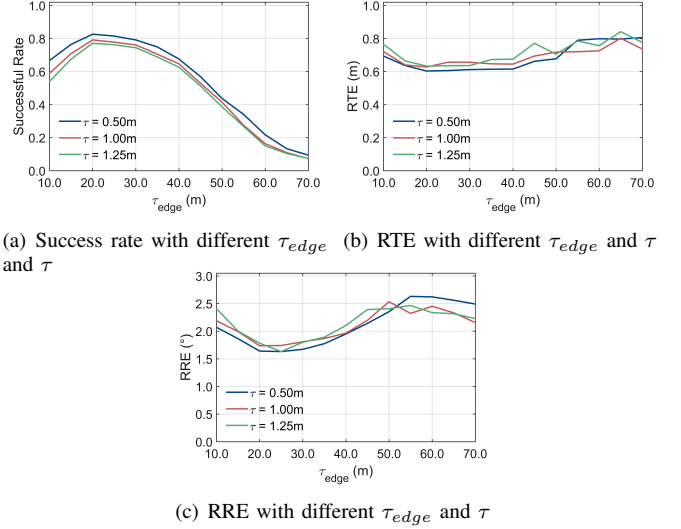 1.0
0.8
0.6
0.4
0.2
0.0
Successful Rate
τ = 0.50m
τ = 1.00m
τ = 1.25m
10.0 20.0 30.0 40.0 50.0 60.0 70.0
τedge (m)
1.0
0.8
0.6
0.4
0.2
0.0
RTE (m)
τ = 0.50m
τ = 1.00m
τ = 1.25m
10.0 20.0 30.0 40.0 50.0 60.0 70.0
τedge (m)
(a) Success rate with different τedge
and τ
(b) RTE with different τedge and τ
3.0
2.5
2.0
1.5
1.0
0.5
0.0
RRE (°)
τ = 0.50m
τ = 1.00m
τ = 1.25m
10.0 20.0 30.0 40.0 50.0 60.0 70.0
τedge (m)
(c) RRE with different τedge and τ